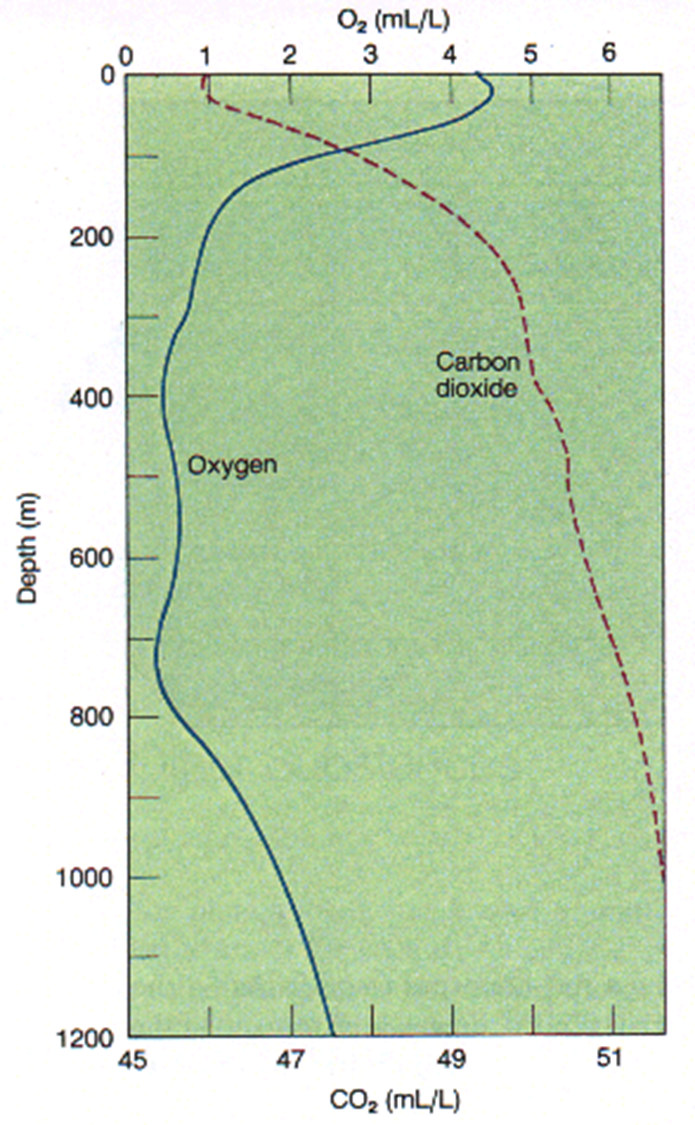 O₂ (mL/L)
0 1 2 3 4 5 6
0
200
400
600
800
1000
1200
Depth (m)
Carbon
dioxide
Oxygen
45 47 49 51
CO₂ (mL/L)